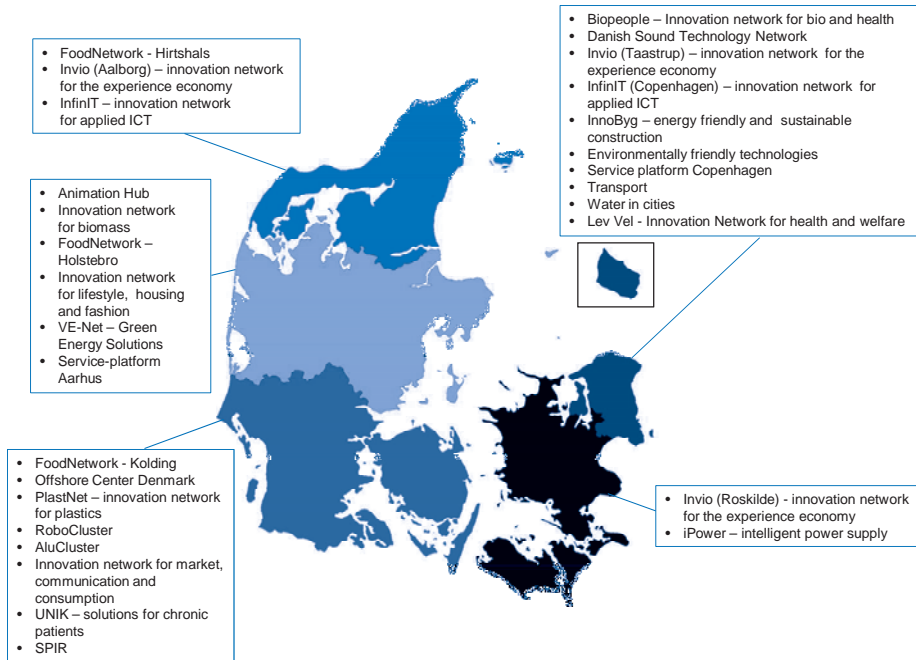 • FoodNetwork - Hirtshals
• Invio (Aalborg) – innovation network
for the experience economy
• InfinIT – innovation network
for applied ICT
• Biopeople – Innovation network for bio and health
• Danish Sound Technology Network
• Invio (Taastrup) – innovation network for the
experience economy
• InfinIT (Copenhagen) – innovation network for
applied ICT
• InnoByg – energy friendly and sustainable
construction
• Environmentally friendly technologies
• Service platform Copenhagen
• Transport
• Water in cities
• Lev Vel - Innovation Network for health and welfare
• Animation Hub
• Innovation network
for biomass
• FoodNetwork –
Holstebro
• Innovation network
for lifestyle, housing
and fashion
• VE-Net – Green
Energy Solutions
• Service-platform
Aarhus
• FoodNetwork - Kolding
• Offshore Center Denmark
• PlastNet – innovation network
for plastics
• RoboCluster
• AluCluster
• Innovation network for market,
communication and
consumption
• UNIK – solutions for chronic
patients
• SPIR
• Invio (Roskilde) - innovation network
for the experience economy
• iPower – intelligent power supply